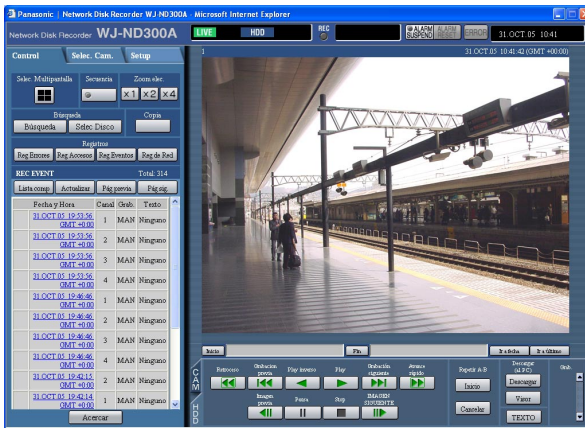 Panasonic | Network Disk Recorder WJ-ND300A - Microsoft Internet Explorer
Network Disk Recorder WJ-ND300A
LIVE HDD REC ALARM SUSPEND ALARM RESET ERROR 31.OCT.05 10:41
Control Selec. Cam. Setup
1 31.OCT.05 10:41:42 (GMT +00:00)
Selec. Multipantalla Secuencia Zoom elec.
x1 x2 x4
Búsqueda Copia
Búsqueda Selec Disco
Registros
Reg Errores Reg Accesos Reg Eventos Reg de Red
REC EVENT Total: 314
Lista comp Actualizar Pág previa Pág sig.
Fecha y Hora Canal Grab. Texto
31.OCT.05 19:53:56 GMT +0:00 1 MAN Ninguno
31.OCT.05 19:53:56 GMT +0:00 2 MAN Ninguno
31.OCT.05 19:53:56 GMT +0:00 3 MAN Ninguno
31.OCT.05 19:53:56 GMT +0:00 4 MAN Ninguno
31.OCT.05 19:46:46 GMT +0:00 1 MAN Ninguno
31.OCT.05 19:46:46 GMT +0:00 2 MAN Ninguno
31.OCT.05 19:46:46 GMT +0:00 3 MAN Ninguno
31.OCT.05 19:46:46 GMT +0:00 4 MAN Ninguno
31.OCT.05 19:42:15 GMT +0:00 2 MAN Ninguno
31.OCT.05 19:42:14 GMT +0:00 1 MAN Ninguno
Acercar
Inicio Fin Ir a fecha Ir a último
CAM
HDD
Retroceso Grabación previa Play inverso Play Grabación siguiente Avance rápido
Imagen previa Pausa Stop IMAGEN SIGUIENTE
Repetir A-B
Inicio
Cancelar
Descargar (al PC)
Descargar
Visor
TEXTO
Grab.